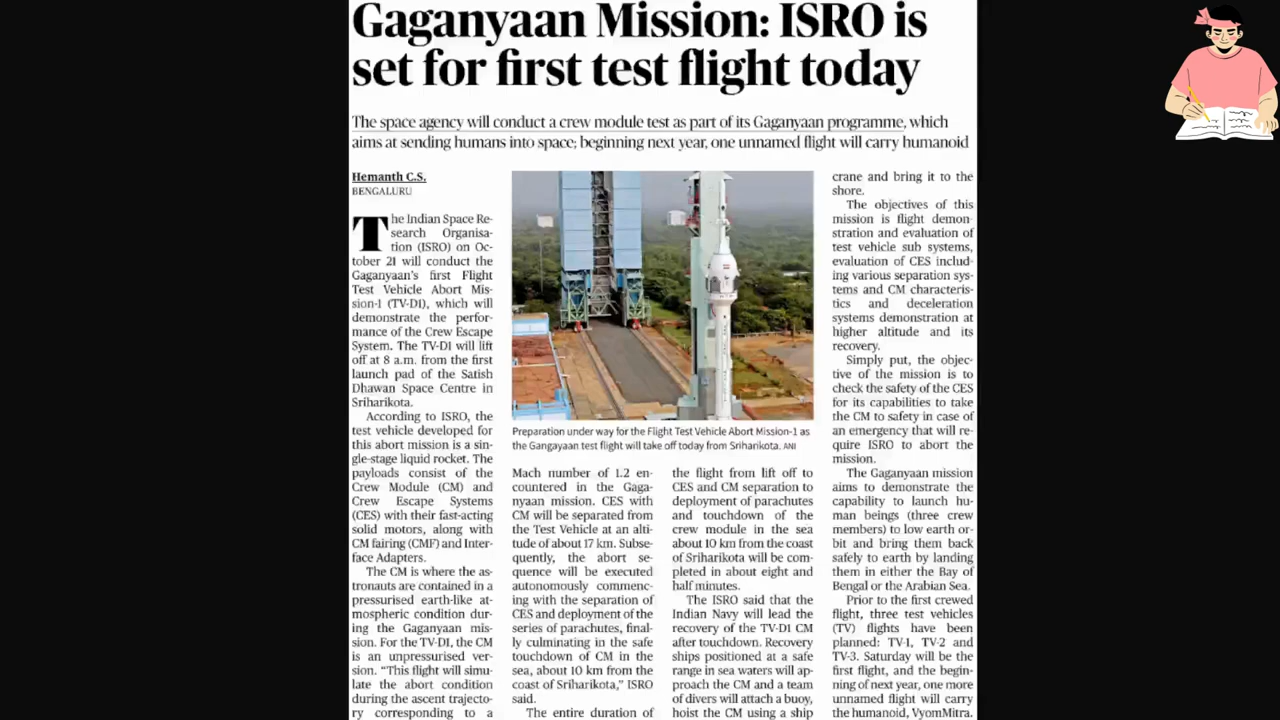 Gaganyaan Mission: ISRO is
set for first test flight today
The space agency will conduct a crew module test as part of its Gaganyaan programme, which
aims at sending humans into space; beginning next year, one unnamed flight will carry humanoid
Hemanth C.S.
BENGALURU
The Indian Space Re-
search Organisa-
tion (ISRO) on Oc-
tober 21 will conduct the
Gaganyaan's first Flight
Test Vehicle Abort Mis-
sion-1 (TV-D1), which will
demonstrate the perfor-
mance of the Crew Escape
System. The TV-D1 will lift
off at 8 a.m. from the first
launch pad of the Satish
Dhawan Space Centre in
Sriharikota.
According to ISRO, the
test vehicle developed for
this abort mission is a sin-
gle-stage liquid rocket. The
payloads consist of the
Crew Module (CM) and
Crew Escape Systems
(CES) with their fast-acting
solid motors, along with
CM fairing (CMF) and Inter-
face Adapters.
The CM is where the as-
tronauts are contained in a
pressurised earth-like at-
mospheric condition dur-
ing the Gaganyaan mis-
sion. For the TV-D1, the CM
is an unpressurised ver-
sion. “This flight will simu-
late the abort condition
during the ascent trajecto-
ry corresponding to a
Preparation under way for the Flight Test Vehicle Abort Mission-1 as
the Gangayaan test flight will take off today from Sriharikota. ANI
Mach number of 1.2 en-
countered in the Gaga-
nyaan mission. CES with
CM will be separated from
the Test Vehicle at an alti-
tude of about 17 km. Subse-
quently, the abort se-
quence will be executed
autonomously commenc-
ing with the separation of
CES and deployment of the
series of parachutes, final-
ly culminating in the safe
touchdown of CM in the
sea, about 10 km from the
coast of Sriharikota,” ISRO
said.
The entire duration of
the flight from lift off to
CES and CM separation to
deployment of parachutes
and touchdown of the
crew module in the sea
about 10 km from the coast
of Sriharikota will be com-
pleted in about eight and
half minutes.
The ISRO said that the
Indian Navy will lead the
recovery of the TV-D1 CM
after touchdown. Recovery
ships positioned at a safe
range in sea waters will ap-
proach the CM and a team
of divers will attach a buoy,
hoist the CM using a ship
crane and bring it to the
shore.
The objectives of this
mission is flight demon-
stration and evaluation of
test vehicle sub systems,
evaluation of CES includ-
ing various separation sys-
tems and CM characteris-
tics and deceleration
systems demonstration at
higher altitude and its
recovery.
Simply put, the objec-
tive of the mission is to
check the safety of the CES
for its capabilities to take
the CM to safety in case of
an emergency that will re-
quire ISRO to abort the
mission.
The Gaganyaan mission
aims to demonstrate the
capability to launch hu-
man beings (three crew
members) to low earth or-
bit and bring them back
safely to earth by landing
them in either the Bay of
Bengal or the Arabian Sea.
Prior to the first crewed
flight, three test vehicles
(TV) flights have been
planned: TV-1, TV-2 and
TV-3. Saturday will be the
first flight, and the begin-
ning of next year, one more
unnamed flight will carry
the humanoid, VyomMitra.